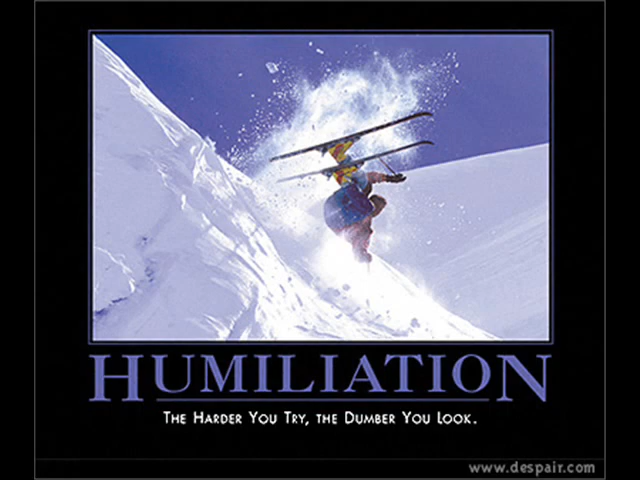 HUMILIATION
THE HARDER YOU TRY, THE DUMBER YOU LOOK.
www.despair.com